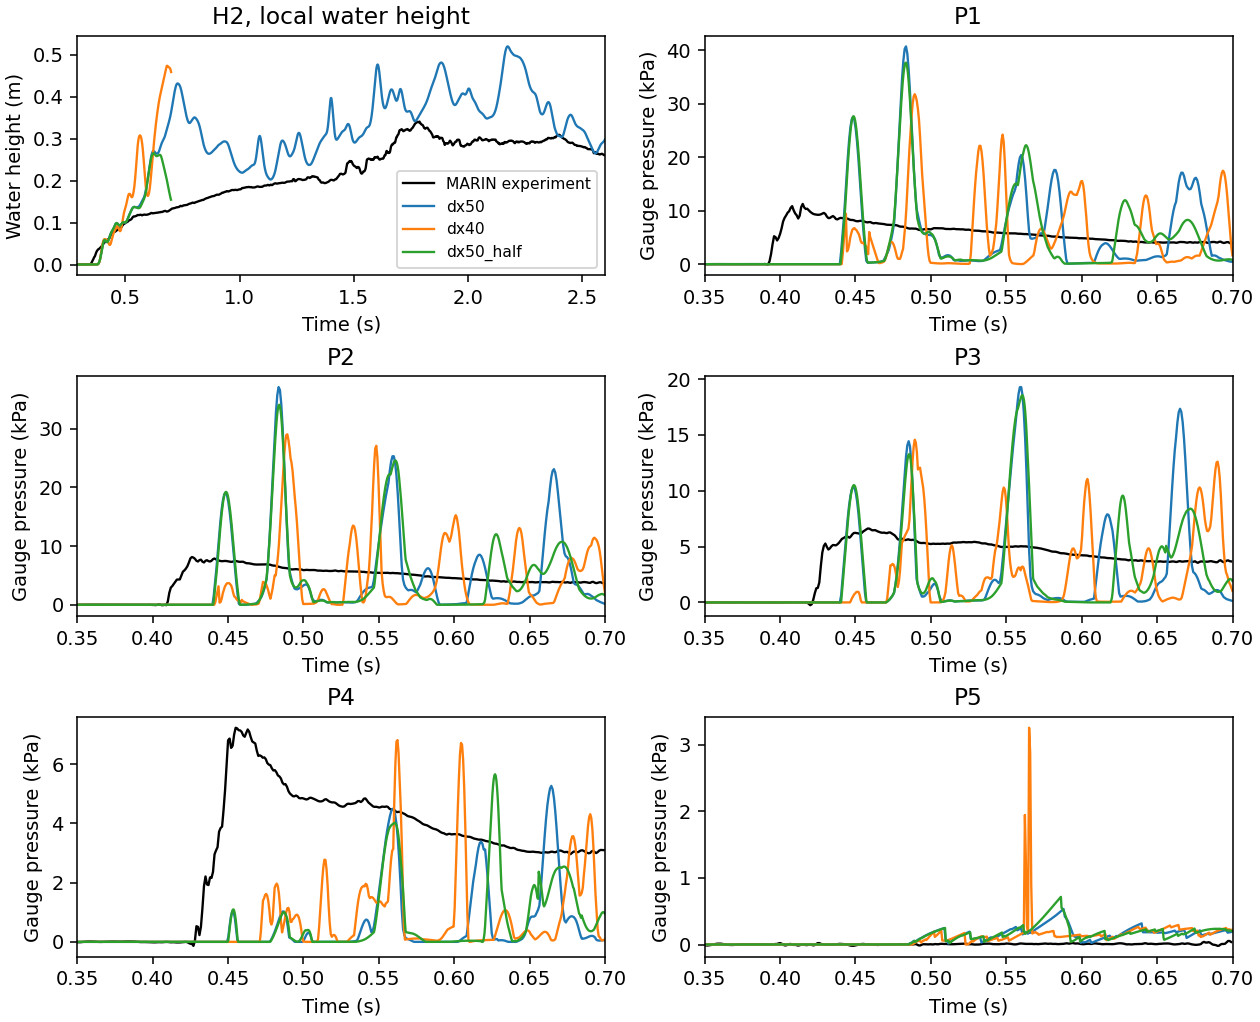 H2, local water height
Water height (m)
0.5
0.4
0.3
0.2
0.1
0.0
MARIN experiment
dx50
dx40
dx50_half
0.5 1.0 1.5 2.0 2.5
Time (s)
P1
Gauge pressure (kPa)
40
30
20
10
0
0.35 0.40 0.45 0.50 0.55 0.60 0.65 0.70
Time (s)
P2
Gauge pressure (kPa)
30
20
10
0
0.35 0.40 0.45 0.50 0.55 0.60 0.65 0.70
Time (s)
P3
Gauge pressure (kPa)
20
15
10
5
0
0.35 0.40 0.45 0.50 0.55 0.60 0.65 0.70
Time (s)
P4
Gauge pressure (kPa)
6
4
2
0
0.35 0.40 0.45 0.50 0.55 0.60 0.65 0.70
Time (s)
P5
Gauge pressure (kPa)
3
2
1
0
0.35 0.40 0.45 0.50 0.55 0.60 0.65 0.70
Time (s)